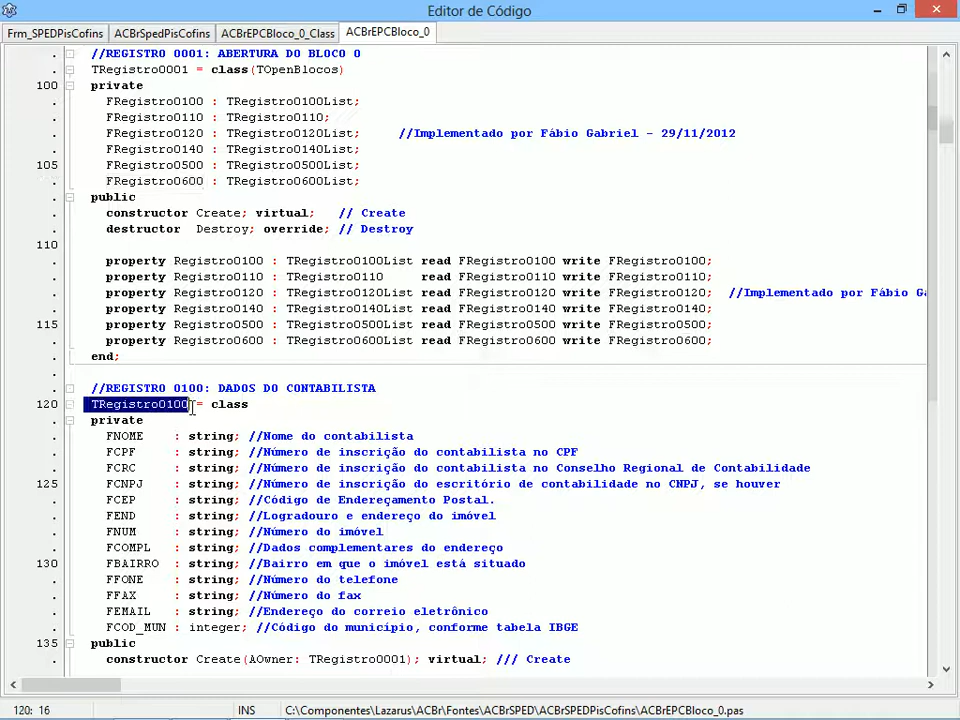 Editor de Código
Frm_SPEDPisCofins ACBrSpedPisCofins ACBrEPCBloco_0_Class ACBrEPCBloco_0
. //REGISTRO 0001: ABERTURA DO BLOCO 0
. TRegistro0001 = class(TOpenBlocos)
100 private
. FRegistro0100 : TRegistro0100List;
. FRegistro0110 : TRegistro0110;
. FRegistro0120 : TRegistro0120List; //Implementado por Fábio Gabriel - 29/11/2012
. FRegistro0140 : TRegistro0140List;
105 FRegistro0500 : TRegistro0500List;
. FRegistro0600 : TRegistro0600List;
. public
. constructor Create; virtual; // Create
. destructor Destroy; override; // Destroy
110
. property Registro0100 : TRegistro0100List read FRegistro0100 write FRegistro0100;
. property Registro0110 : TRegistro0110 read FRegistro0110 write FRegistro0110;
. property Registro0120 : TRegistro0120List read FRegistro0120 write FRegistro0120; //Implementado por Fábio Ga
. property Registro0140 : TRegistro0140List read FRegistro0140 write FRegistro0140;
115 property Registro0500 : TRegistro0500List read FRegistro0500 write FRegistro0500;
. property Registro0600 : TRegistro0600List read FRegistro0600 write FRegistro0600;
. end;
.
. //REGISTRO 0100: DADOS DO CONTABILISTA
120 TRegistro0100 = class
. private
. FNOME : string; //Nome do contabilista
. FCPF : string; //Número de inscrição do contabilista no CPF
. FCRC : string; //Número de inscrição do contabilista no Conselho Regional de Contabilidade
125 FCNPJ : string; //Número de inscrição do escritório de contabilidade no CNPJ, se houver
. FCEP : string; //Código de Endereçamento Postal.
. FEND : string; //Logradouro e endereço do imóvel
. FNUM : string; //Número do imóvel
. FCOMPL : string; //Dados complementares do endereço
130 FBAIRRO : string; //Bairro em que o imóvel está situado
. FFONE : string; //Número do telefone
. FFAX : string; //Número do fax
. FEMAIL : string; //Endereço do correio eletrônico
. FCOD_MUN : integer; //Código do município, conforme tabela IBGE
135 public
. constructor Create(AOwner: TRegistro0001); virtual; /// Create
120: 16 INS C:\Componentes\Lazarus\ACBr\Fontes\ACBrSPED\ACBrSPEDPisCofins\ACBrEPCBloco_0.pas